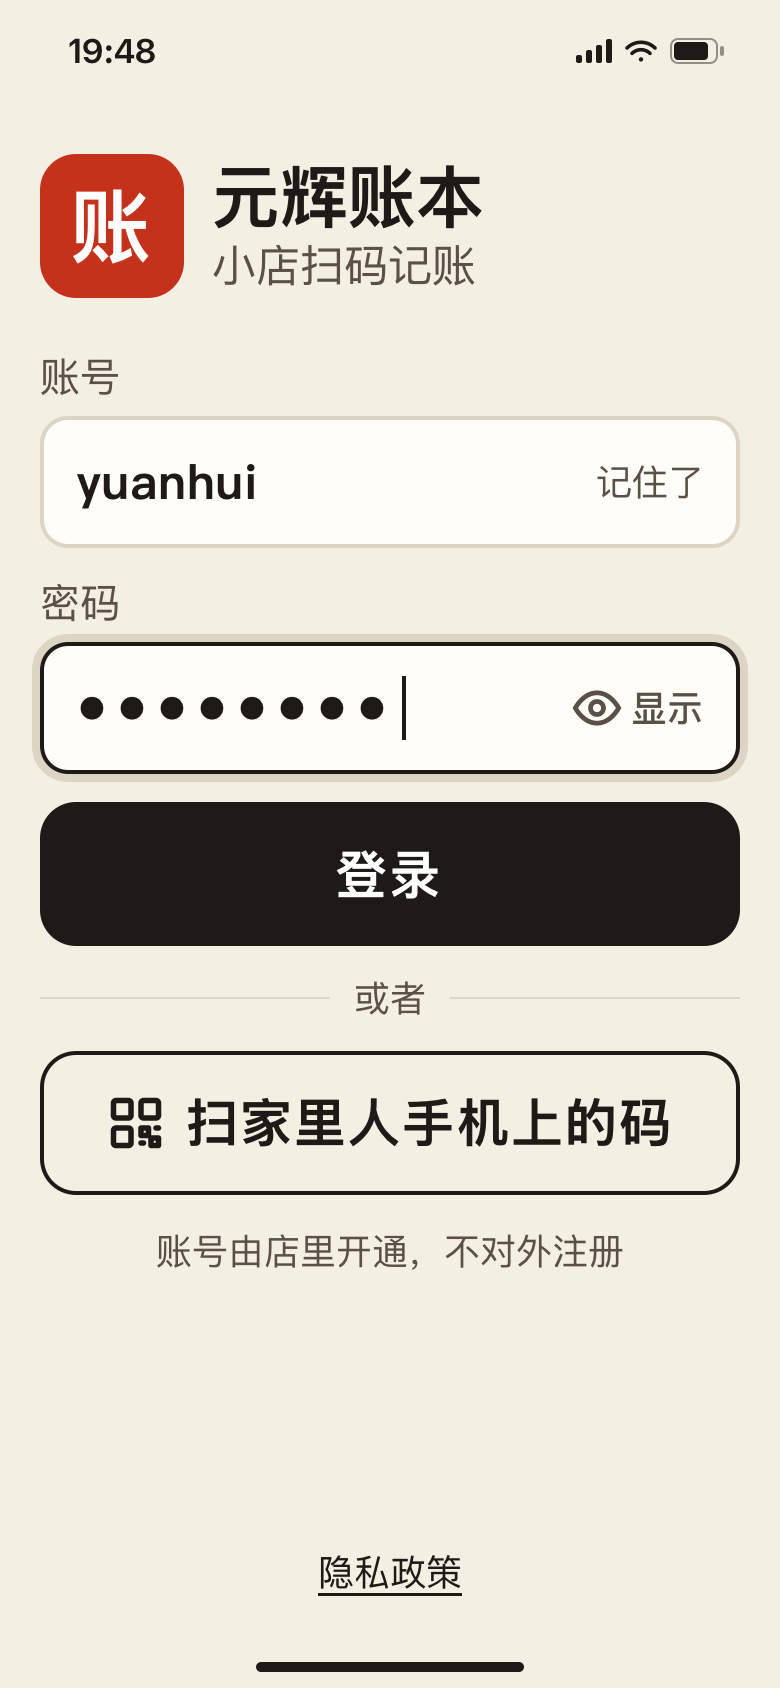 19:48
账
元辉账本
小店扫码记账
账号
yuanhui 记住了
密码
●●●●●●●● 显示
登录
或者
扫家里人手机上的码
账号由店里开通，不对外注册
隐私政策